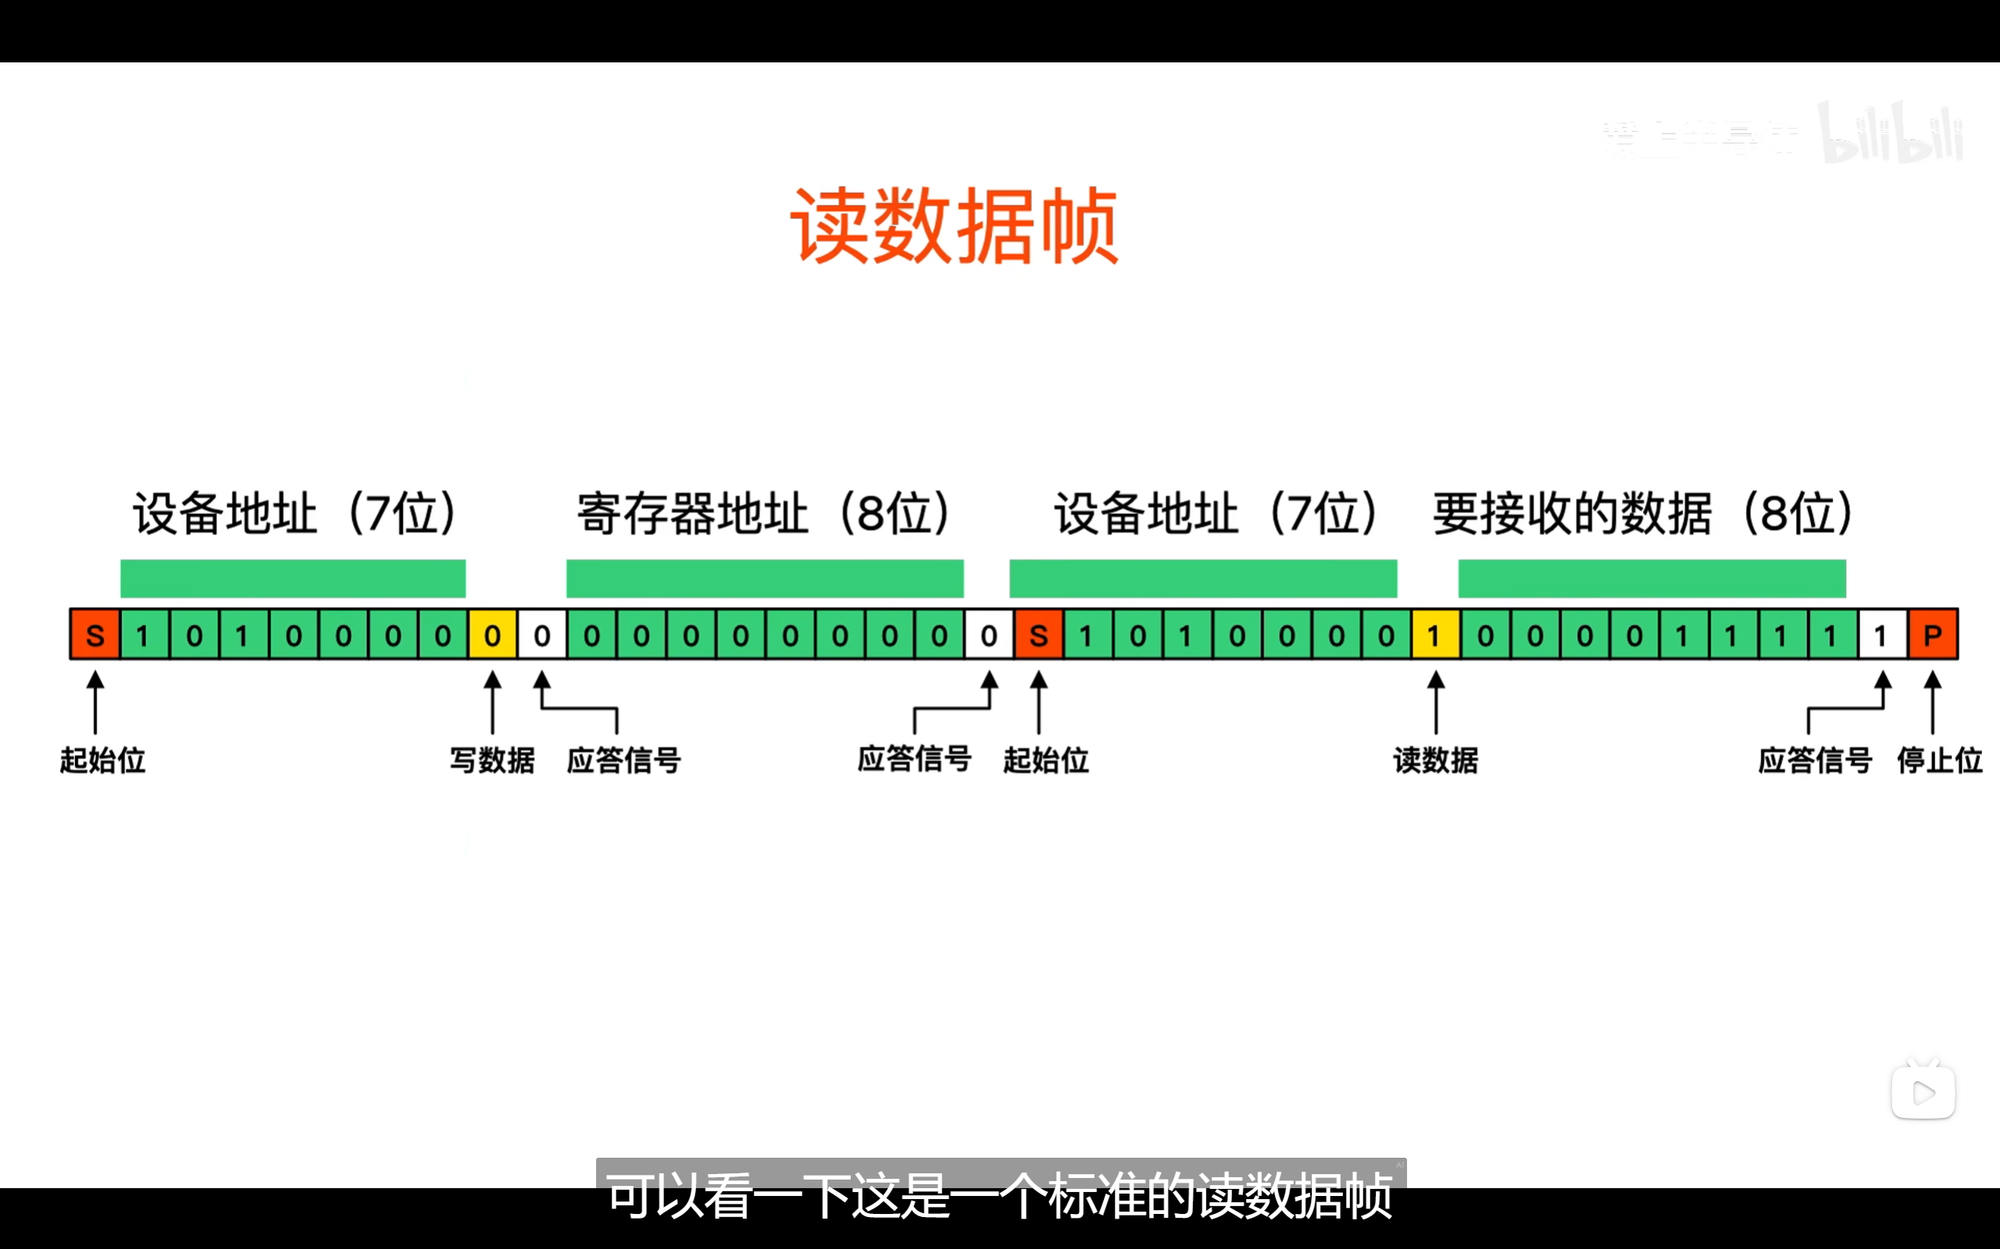 bilibili
读数据帧
设备地址（7位） 寄存器地址（8位） 设备地址（7位） 要接收的数据（8位）
S 1 0 1 0 0 0 0 0 0 0 0 0 0 0 0 0 0 0 S 1 0 1 0 0 0 0 1 0 0 0 0 1 1 1 1 1 P
起始位 写数据 应答信号 应答信号 起始位 读数据 应答信号 停止位
可以看一下这是一个标准的读数据帧